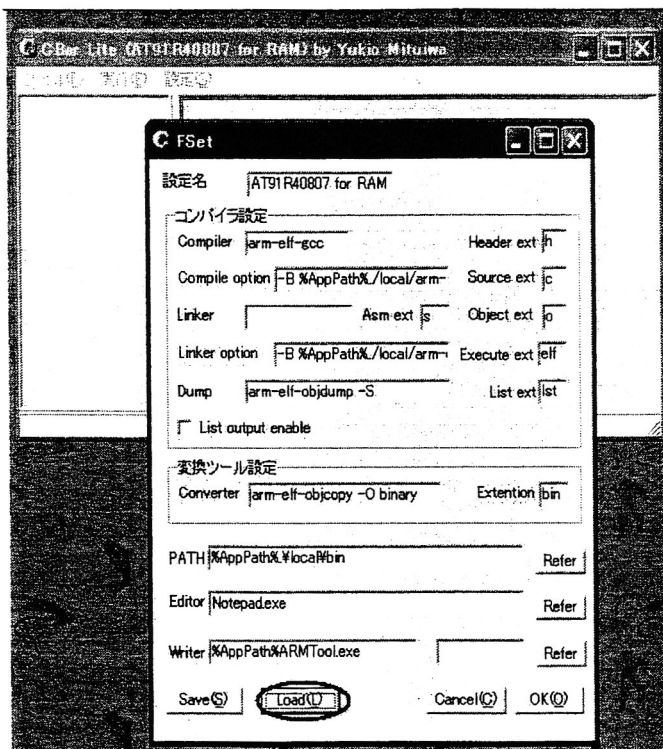 C-Bar Lite (AT91R40807 for RAM) by Yukio Mituiwa
設定(S)
FSet
設定名 AT91R40807 for RAM
コンパイラ設定
Compiler arm-elf-gcc Header ext h
Compile option -B %AppPath%../local/arm- Source ext c
Linker Asm ext s Object ext o
Linker option -B %AppPath%../local/arm- Execute ext elf
Dump arm-elf-objdump -S List ext lst
List output enable
変換ツール設定
Converter arm-elf-objcopy -O binary Extention bin
PATH %AppPath%.¥local¥bin Refer
Editor Notepad.exe Refer
Writer %AppPath%ARMTool.exe Refer
Save(S) Load(L) Cancel(C) OK(O)